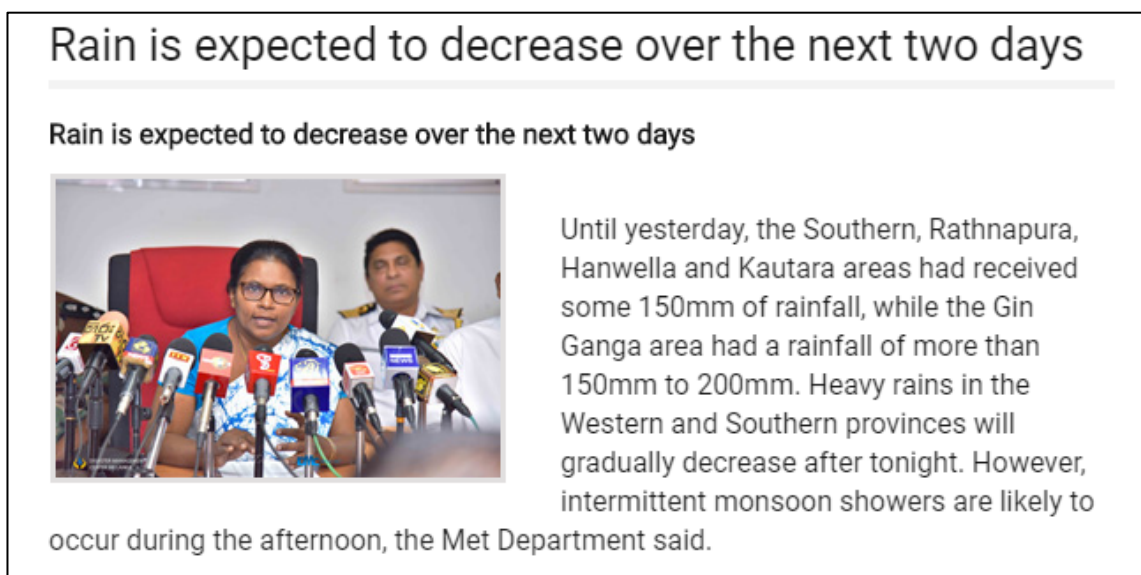 Rain is expected to decrease over the next two days
Rain is expected to decrease over the next two days
Until yesterday, the Southern, Rathnapura,
Hanwella and Kautara areas had received
some 150mm of rainfall, while the Gin
Ganga area had a rainfall of more than
150mm to 200mm. Heavy rains in the
Western and Southern provinces will
gradually decrease after tonight. However,
intermittent monsoon showers are likely to
occur during the afternoon, the Met Department said.
TV
NEWS